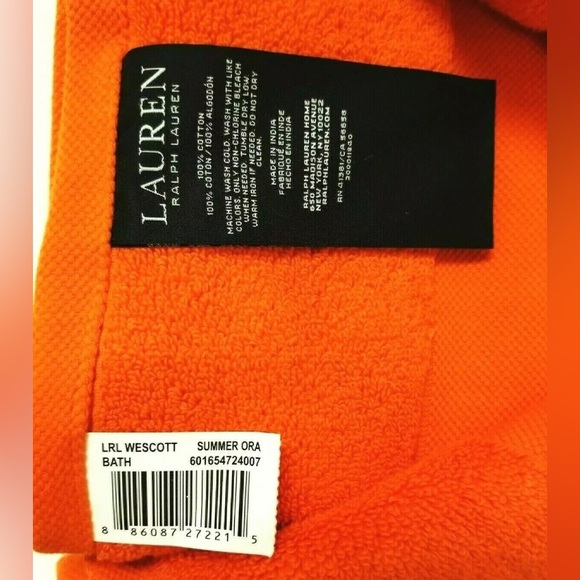 LAUREN
RALPH LAUREN
100% COTTON
100% COTON/100% ALGODÓN
MACHINE WASH COLD. WASH WITH LIKE
COLORS. ONLY NON-CHLORINE BLEACH
WHEN NEEDED. TUMBLE DRY LOW.
WARM IRON IF NEEDED. DO NOT DRY
CLEAN.
MADE IN INDIA
FABRIQUÉ EN INDE
HECHO EN INDIA
RALPH LAUREN HOME
650 MADISON AVENUE
NEW YORK, NY 10022
RALPHLAUREN.COM
RN 41381/CA 56858
LRL WESCOTT SUMMER ORA
BATH 601654724007
8 86087 27221 5